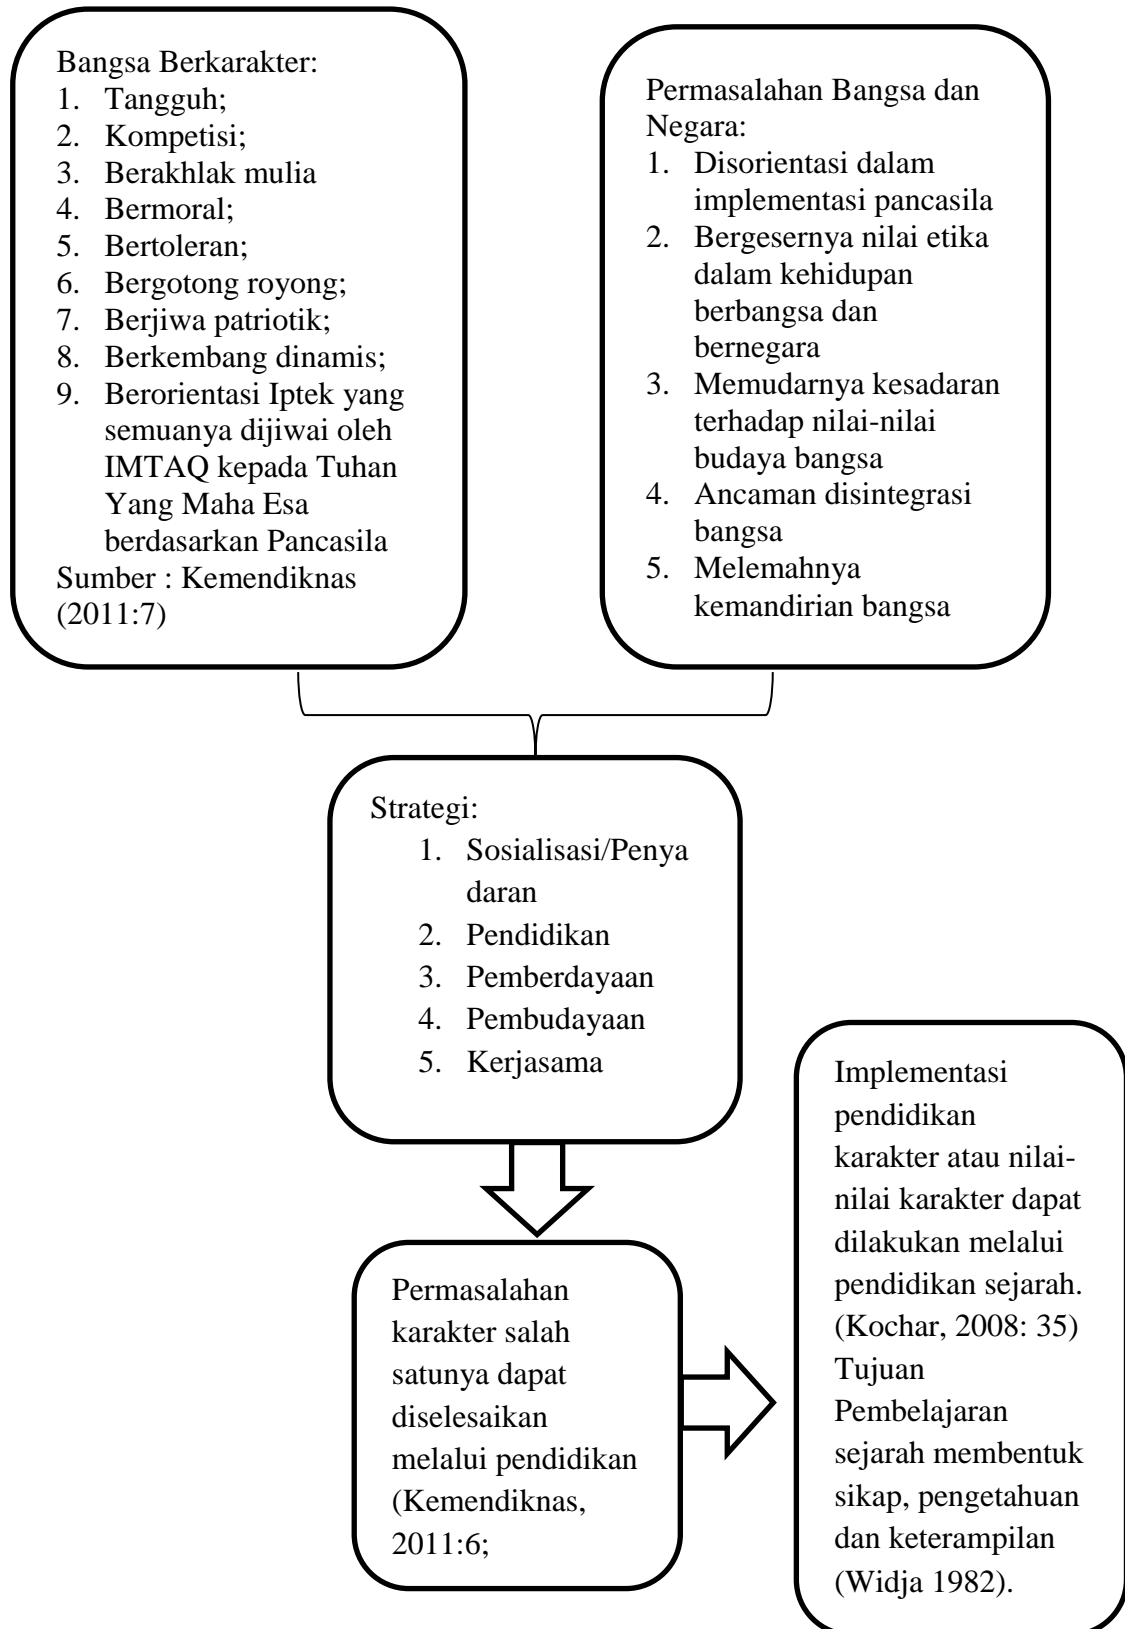 Bangsa Berkarakter:
1. Tangguh;
2. Kompetisi;
3. Berakhlak mulia
4. Bermoral;
5. Bertoleran;
6. Bergotong royong;
7. Berjiwa patriotik;
8. Berkembang dinamis;
9. Berorientasi Iptek yang
semuanya dijiwai oleh
IMTAQ kepada Tuhan
Yang Maha Esa
berdasarkan Pancasila
Sumber : Kemendiknas
(2011:7)
Permasalahan Bangsa dan
Negara:
1. Disorientasi dalam
implementasi pancasila
2. Bergesernya nilai etika
dalam kehidupan
berbangsa dan
bernegara
3. Memudarnya kesadaran
terhadap nilai-nilai
budaya bangsa
4. Ancaman disintegrasi
bangsa
5. Melemahnya
kemandirian bangsa
Strategi:
1. Sosialisasi/Penya
daran
2. Pendidikan
3. Pemberdayaan
4. Pembudayaan
5. Kerjasama
Permasalahan
karakter salah
satunya dapat
diselesaikan
melalui pendidikan
(Kemendiknas,
2011:6;
Implementasi
pendidikan
karakter atau nilai-
nilai karakter dapat
dilakukan melalui
pendidikan sejarah.
(Kochar, 2008: 35)
Tujuan
Pembelajaran
sejarah membentuk
sikap, pengetahuan
dan keterampilan
(Widja 1982).